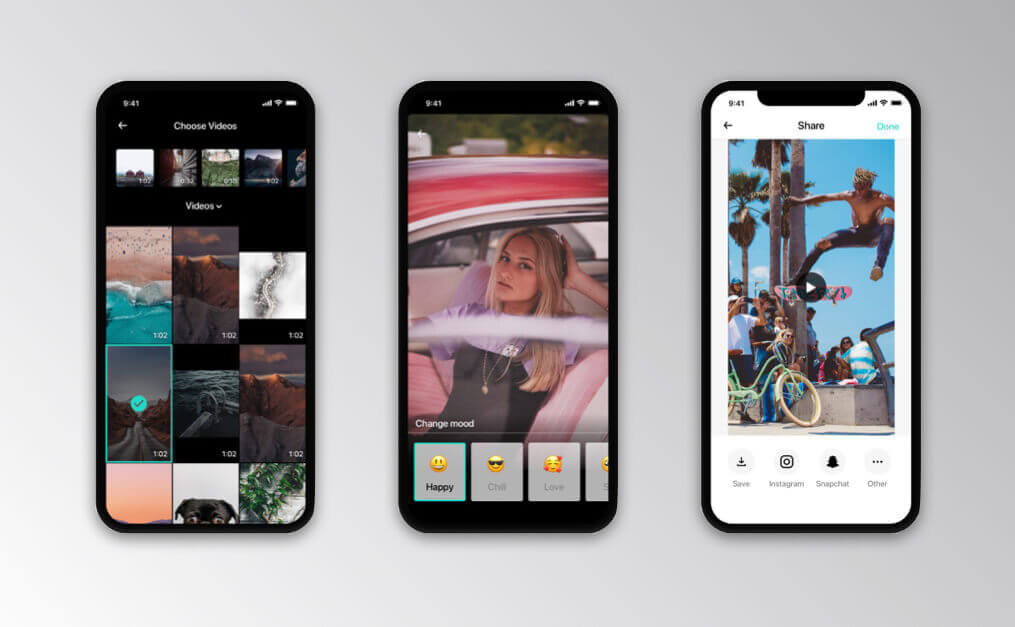 9:41
Choose Videos
1:02
0:32
1:02
Videos
1:02
1:02
1:02
1:02
1:02
1:02
9:41
Change mood
Happy
Chill
Love
S
9:41
Share
Done
Save
Instagram
Snapchat
Other